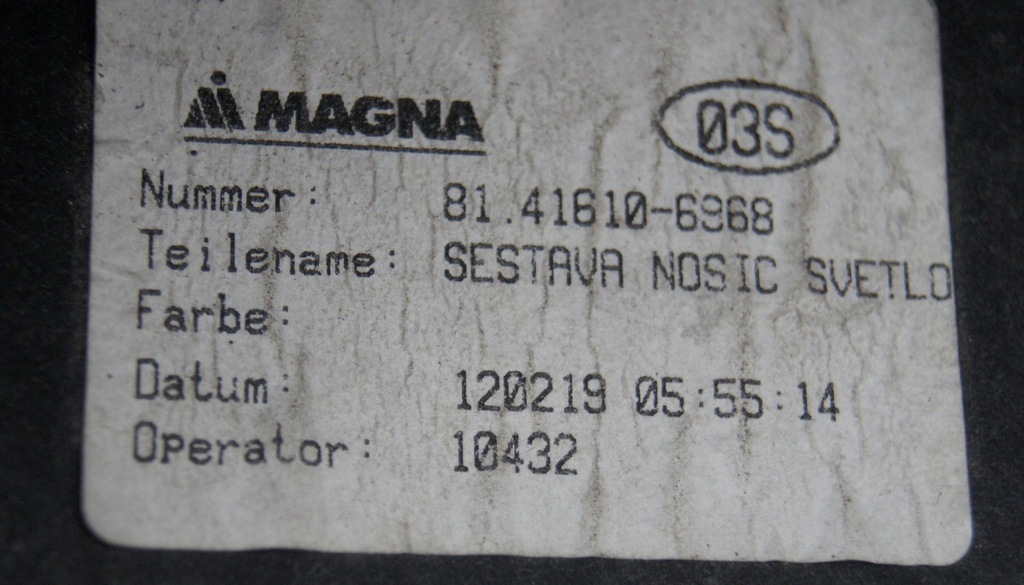 MAGNA 03S
Nummer: 81.41610-6968
Teilename: SESTAVA NOSIC SVETLO
Farbe:
Datum: 120219 05:55:14
Operator: 10432